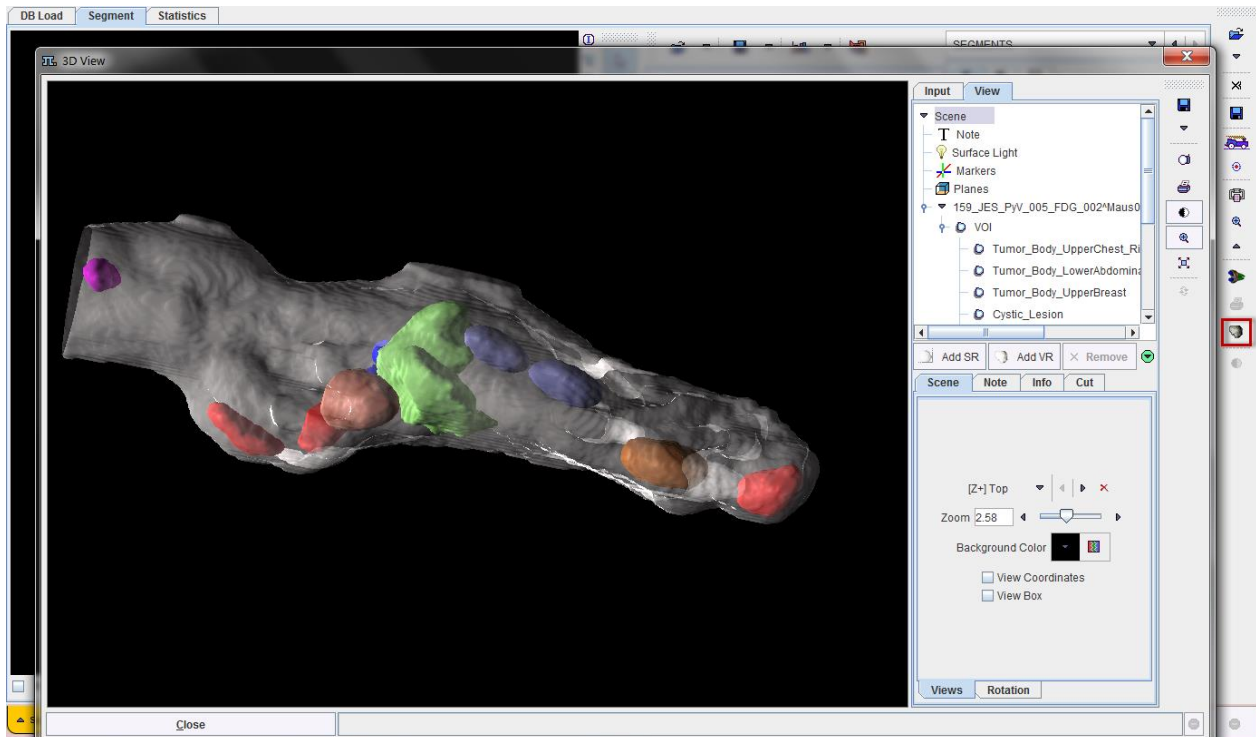 DB Load Segment Statistics
SEGMENTS
3D View
Input View
Scene
T Note
Surface Light
Markers
Planes
159_JES_PyV_005_FDG_002^Maus0
VOI
Tumor_Body_UpperChest_Ri
Tumor_Body_LowerAbdomina
Tumor_Body_UpperBreast
Cystic_Lesion
Add SR Add VR Remove
Scene Note Info Cut
[Z+] Top
Zoom 2.58
Background Color
View Coordinates
View Box
Views Rotation
Close